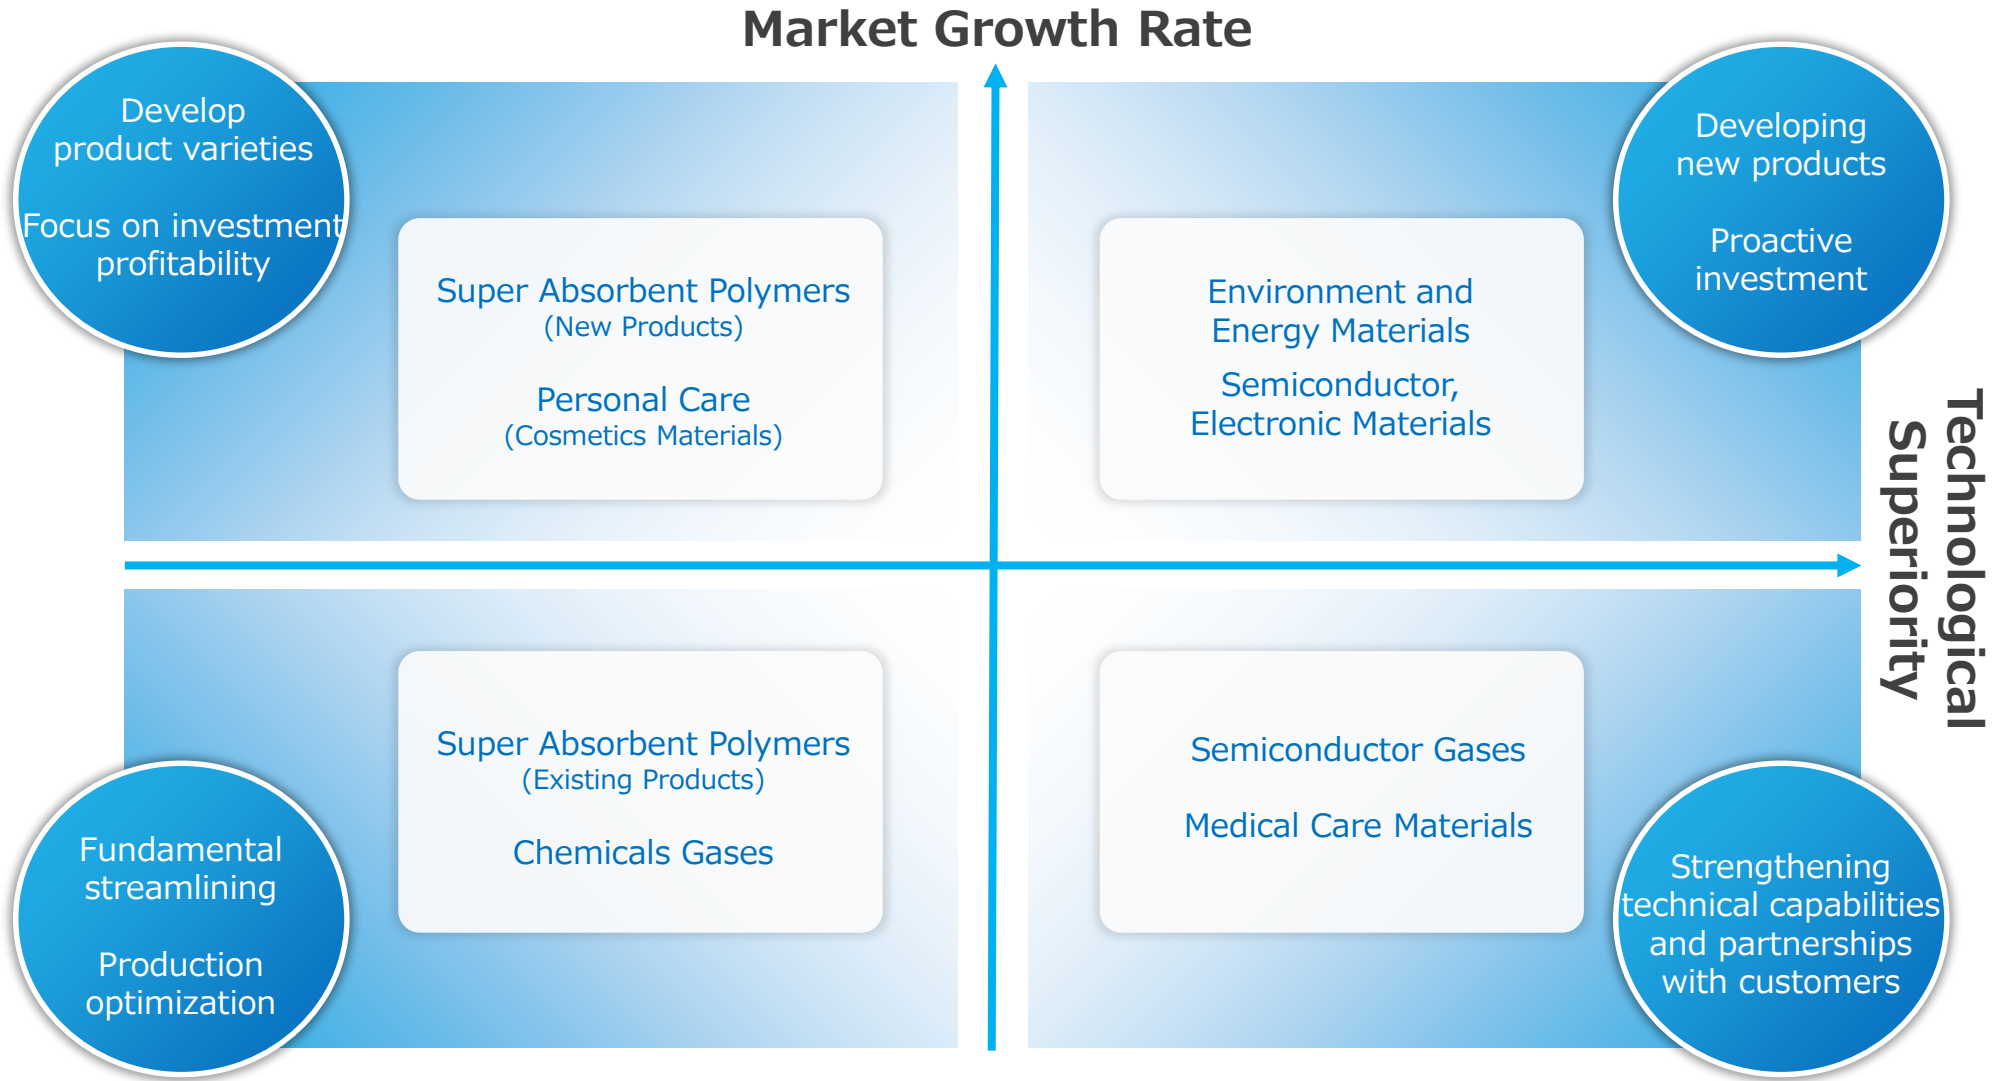 Market Growth Rate
Develop
product varieties
Focus on investment
profitability
Super Absorbent Polymers
(New Products)
Personal Care
(Cosmetics Materials)
Environment and
Energy Materials
Semiconductor,
Electronic Materials
Developing
new products
Proactive
investment
Technological
Superiority
Fundamental
streamlining
Production
optimization
Super Absorbent Polymers
(Existing Products)
Chemicals Gases
Semiconductor Gases
Medical Care Materials
Strengthening
technical capabilities
and partnerships
with customers